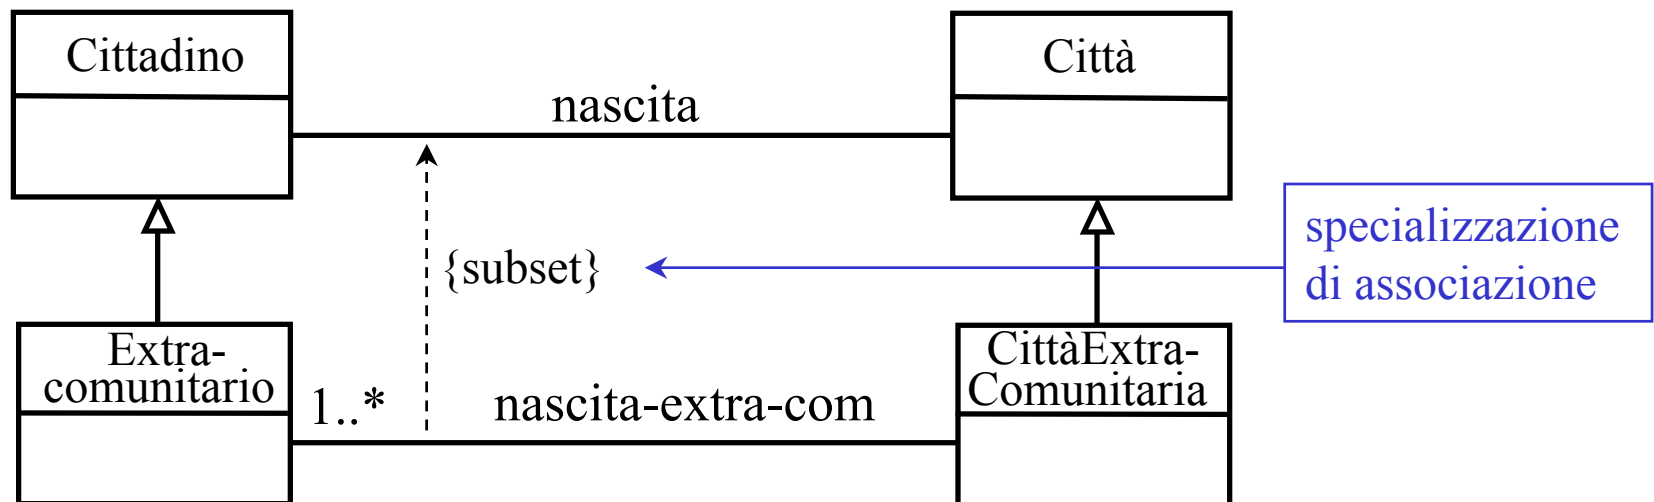 Cittadino
Città
nascita
{subset}
specializzazione
di associazione
Extra-
comunitario
CittàExtra-
Comunitaria
1..*
nascita-extra-com